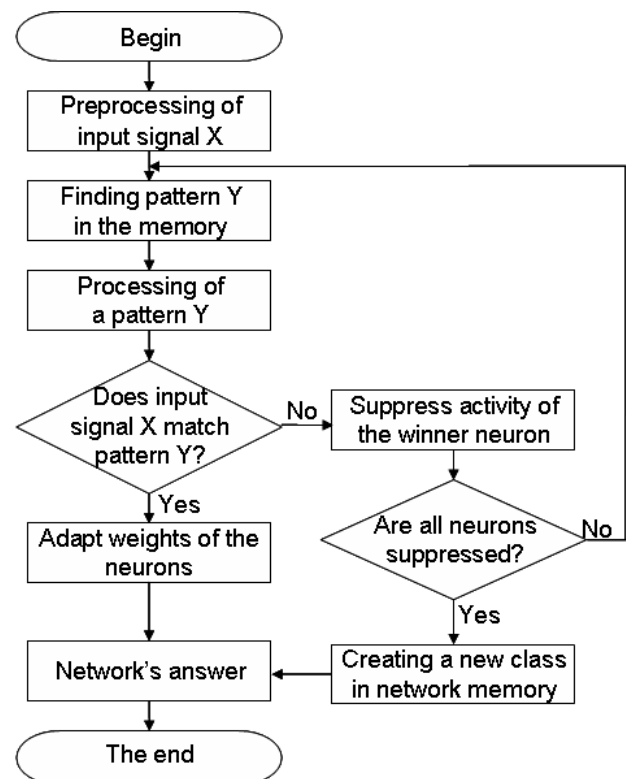 Begin
Preprocessing of
input signal X
Finding pattern Y
in the memory
Processing of
a pattern Y
Does input
signal X match
pattern Y?
No
Suppress activity of
the winner neuron
Yes
Are all neurons
suppressed?
No
Adapt weights of the
neurons
Yes
Network's answer
Creating a new class
in network memory
The end